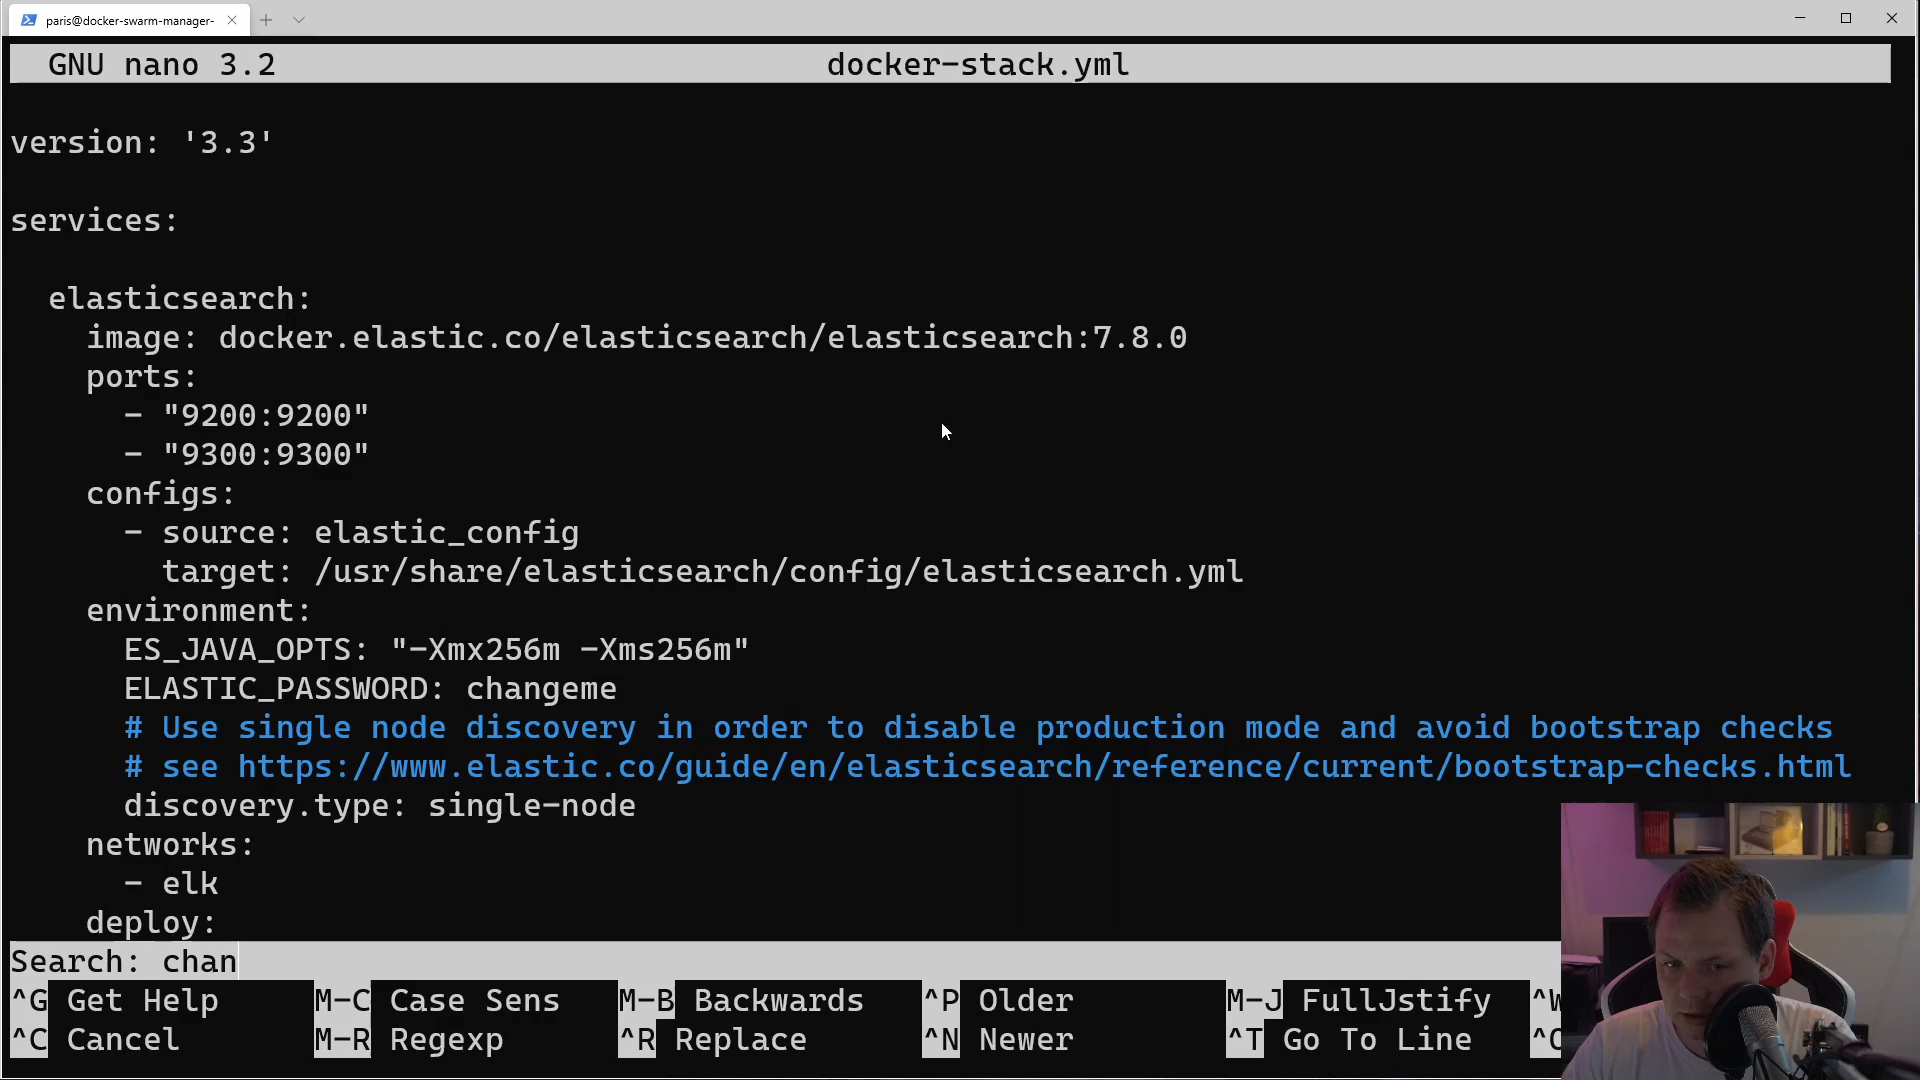 paris@docker-swarm-manager-
GNU nano 3.2 docker-stack.yml
version: '3.3'
services:
elasticsearch:
image: docker.elastic.co/elasticsearch/elasticsearch:7.8.0
ports:
- "9200:9200"
- "9300:9300"
configs:
- source: elastic_config
target: /usr/share/elasticsearch/config/elasticsearch.yml
environment:
ES_JAVA_OPTS: "-Xmx256m -Xms256m"
ELASTIC_PASSWORD: changeme
# Use single node discovery in order to disable production mode and avoid bootstrap checks
# see https://www.elastic.co/guide/en/elasticsearch/reference/current/bootstrap-checks.html
discovery.type: single-node
networks:
- elk
deploy:
Search: chan
^G Get Help M-C Case Sens M-B Backwards ^P Older M-J FullJstify ^W
^C Cancel M-R Regexp ^R Replace ^N Newer ^T Go To Line